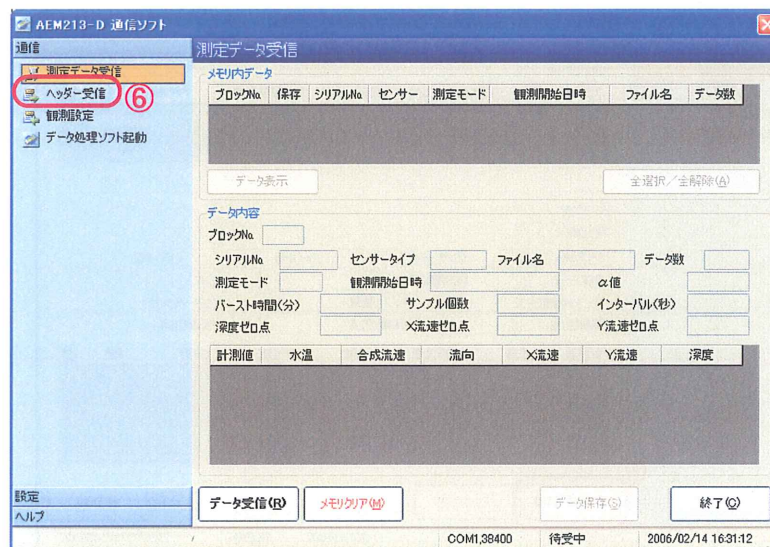 AEM213-D 通信ソフト
通信
測定データ受信
ヘッダー受信
⑥
観測設定
データ処理ソフト起動
設定
ヘルプ
測定データ受信
メモリ内データ
ブロックNo. 保存 シリアルNo. センサー 測定モード 観測開始日時 ファイル名 データ数
データ表示 全選択/全解除(A)
データ内容
ブロックNo.
シリアルNo. センサータイプ ファイル名 データ数
測定モード 観測開始日時 α値
バースト時間(分) サンプル個数 インターバル(秒)
深度ゼロ点 X流速ゼロ点 Y流速ゼロ点
計測値 水温 合成流速 流向 X流速 Y流速 深度
データ受信(R) メモリクリア(M) データ保存(S) 終了(C)
COM1,38400 待受中 2006/02/14 16:31:12